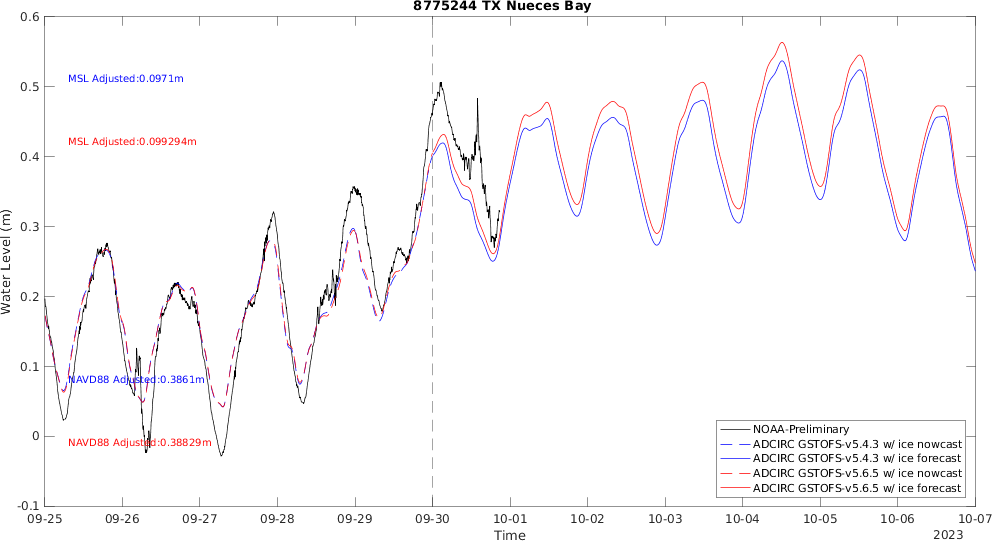 8775244 TX Nueces Bay
0.6
0.5
0.4
0.3
0.2
0.1
0
-0.1
Water Level (m)
MSL Adjusted:0.0971m
MSL Adjusted:0.099294m
NAVD88 Adjusted:0.3861m
NAVD88 Adjusted:0.38829m
NOAA-Preliminary
ADCIRC GSTOFS-v5.4.3 w/ ice nowcast
ADCIRC GSTOFS-v5.4.3 w/ ice forecast
ADCIRC GSTOFS-v5.6.5 w/ ice nowcast
ADCIRC GSTOFS-v5.6.5 w/ ice forecast
09-25 09-26 09-27 09-28 09-29 09-30 10-01 10-02 10-03 10-04 10-05 10-06 10-07
Time
2023